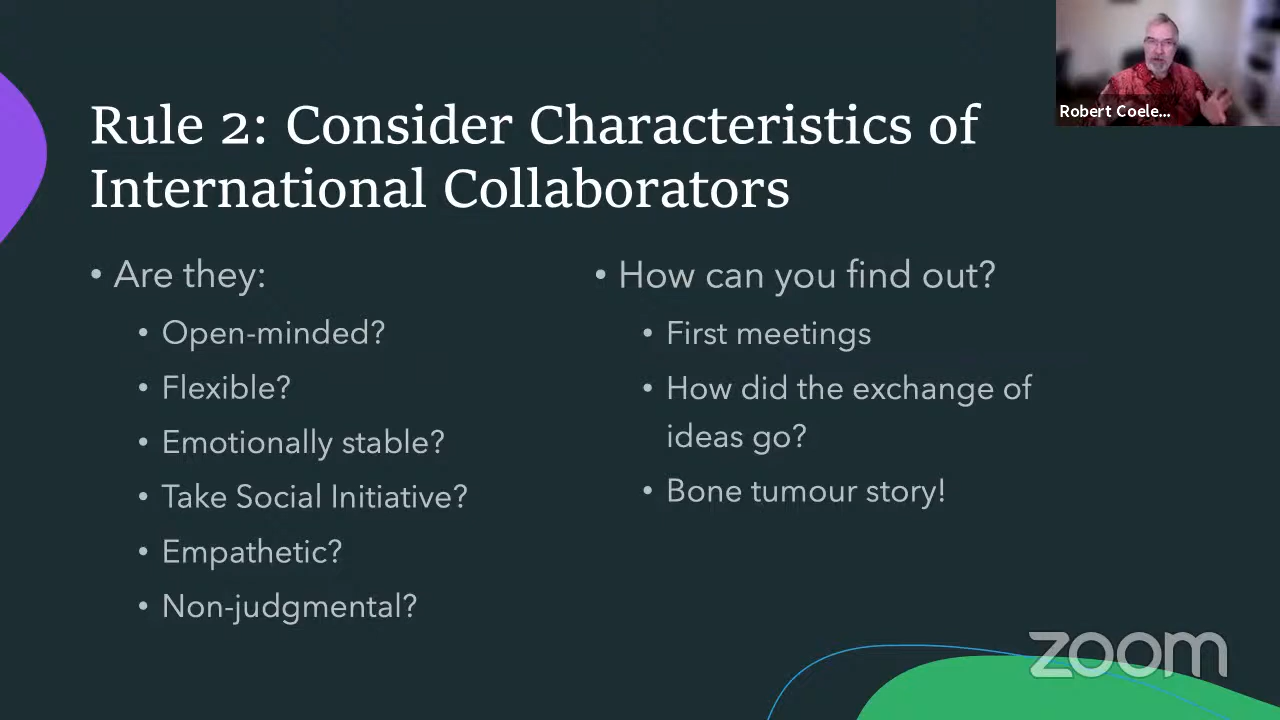 Rule 2: Consider Characteristics of
International Collaborators
• Are they:
• Open-minded?
• Flexible?
• Emotionally stable?
• Take Social Initiative?
• Empathetic?
• Non-judgmental?
• How can you find out?
• First meetings
• How did the exchange of
ideas go?
• Bone tumour story!
Robert Coele...
zoom